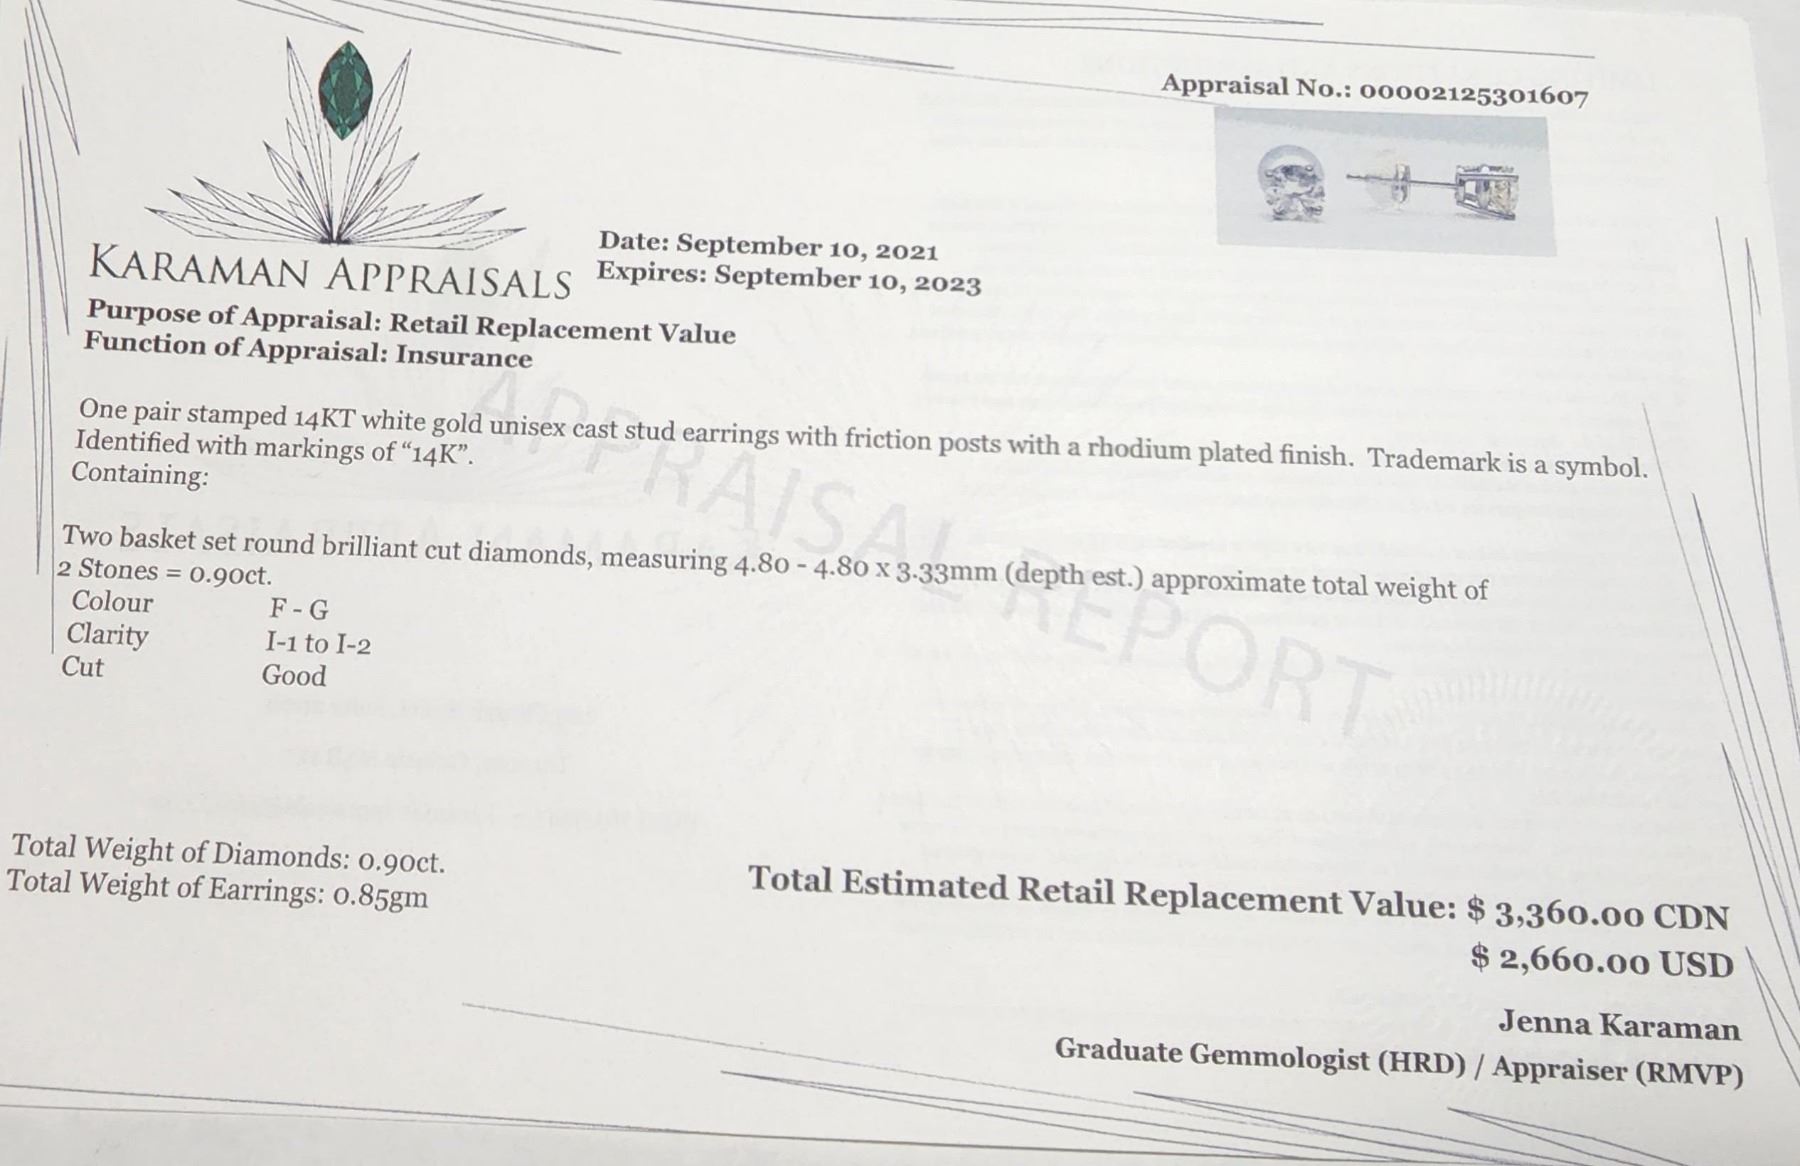 Appraisal No.: 00002125301607
KARAMAN APPRAISALS
Date: September 10, 2021
Expires: September 10, 2023
Purpose of Appraisal: Retail Replacement Value
Function of Appraisal: Insurance
One pair stamped 14KT white gold unisex cast stud earrings with friction posts with a rhodium plated finish. Trademark is a symbol.
Identified with markings of “14K”.
Containing:
APPRAISAL REPORT
Two basket set round brilliant cut diamonds, measuring 4.80 - 4.80 x 3.33mm (depth est.) approximate total weight of
2 Stones = 0.90ct.
Colour F - G
Clarity I-1 to I-2
Cut Good
Total Weight of Diamonds: 0.90ct.
Total Weight of Earrings: 0.85gm
Total Estimated Retail Replacement Value: $ 3,360.00 CDN
$ 2,660.00 USD
Jenna Karaman
Graduate Gemmologist (HRD) / Appraiser (RMVP)